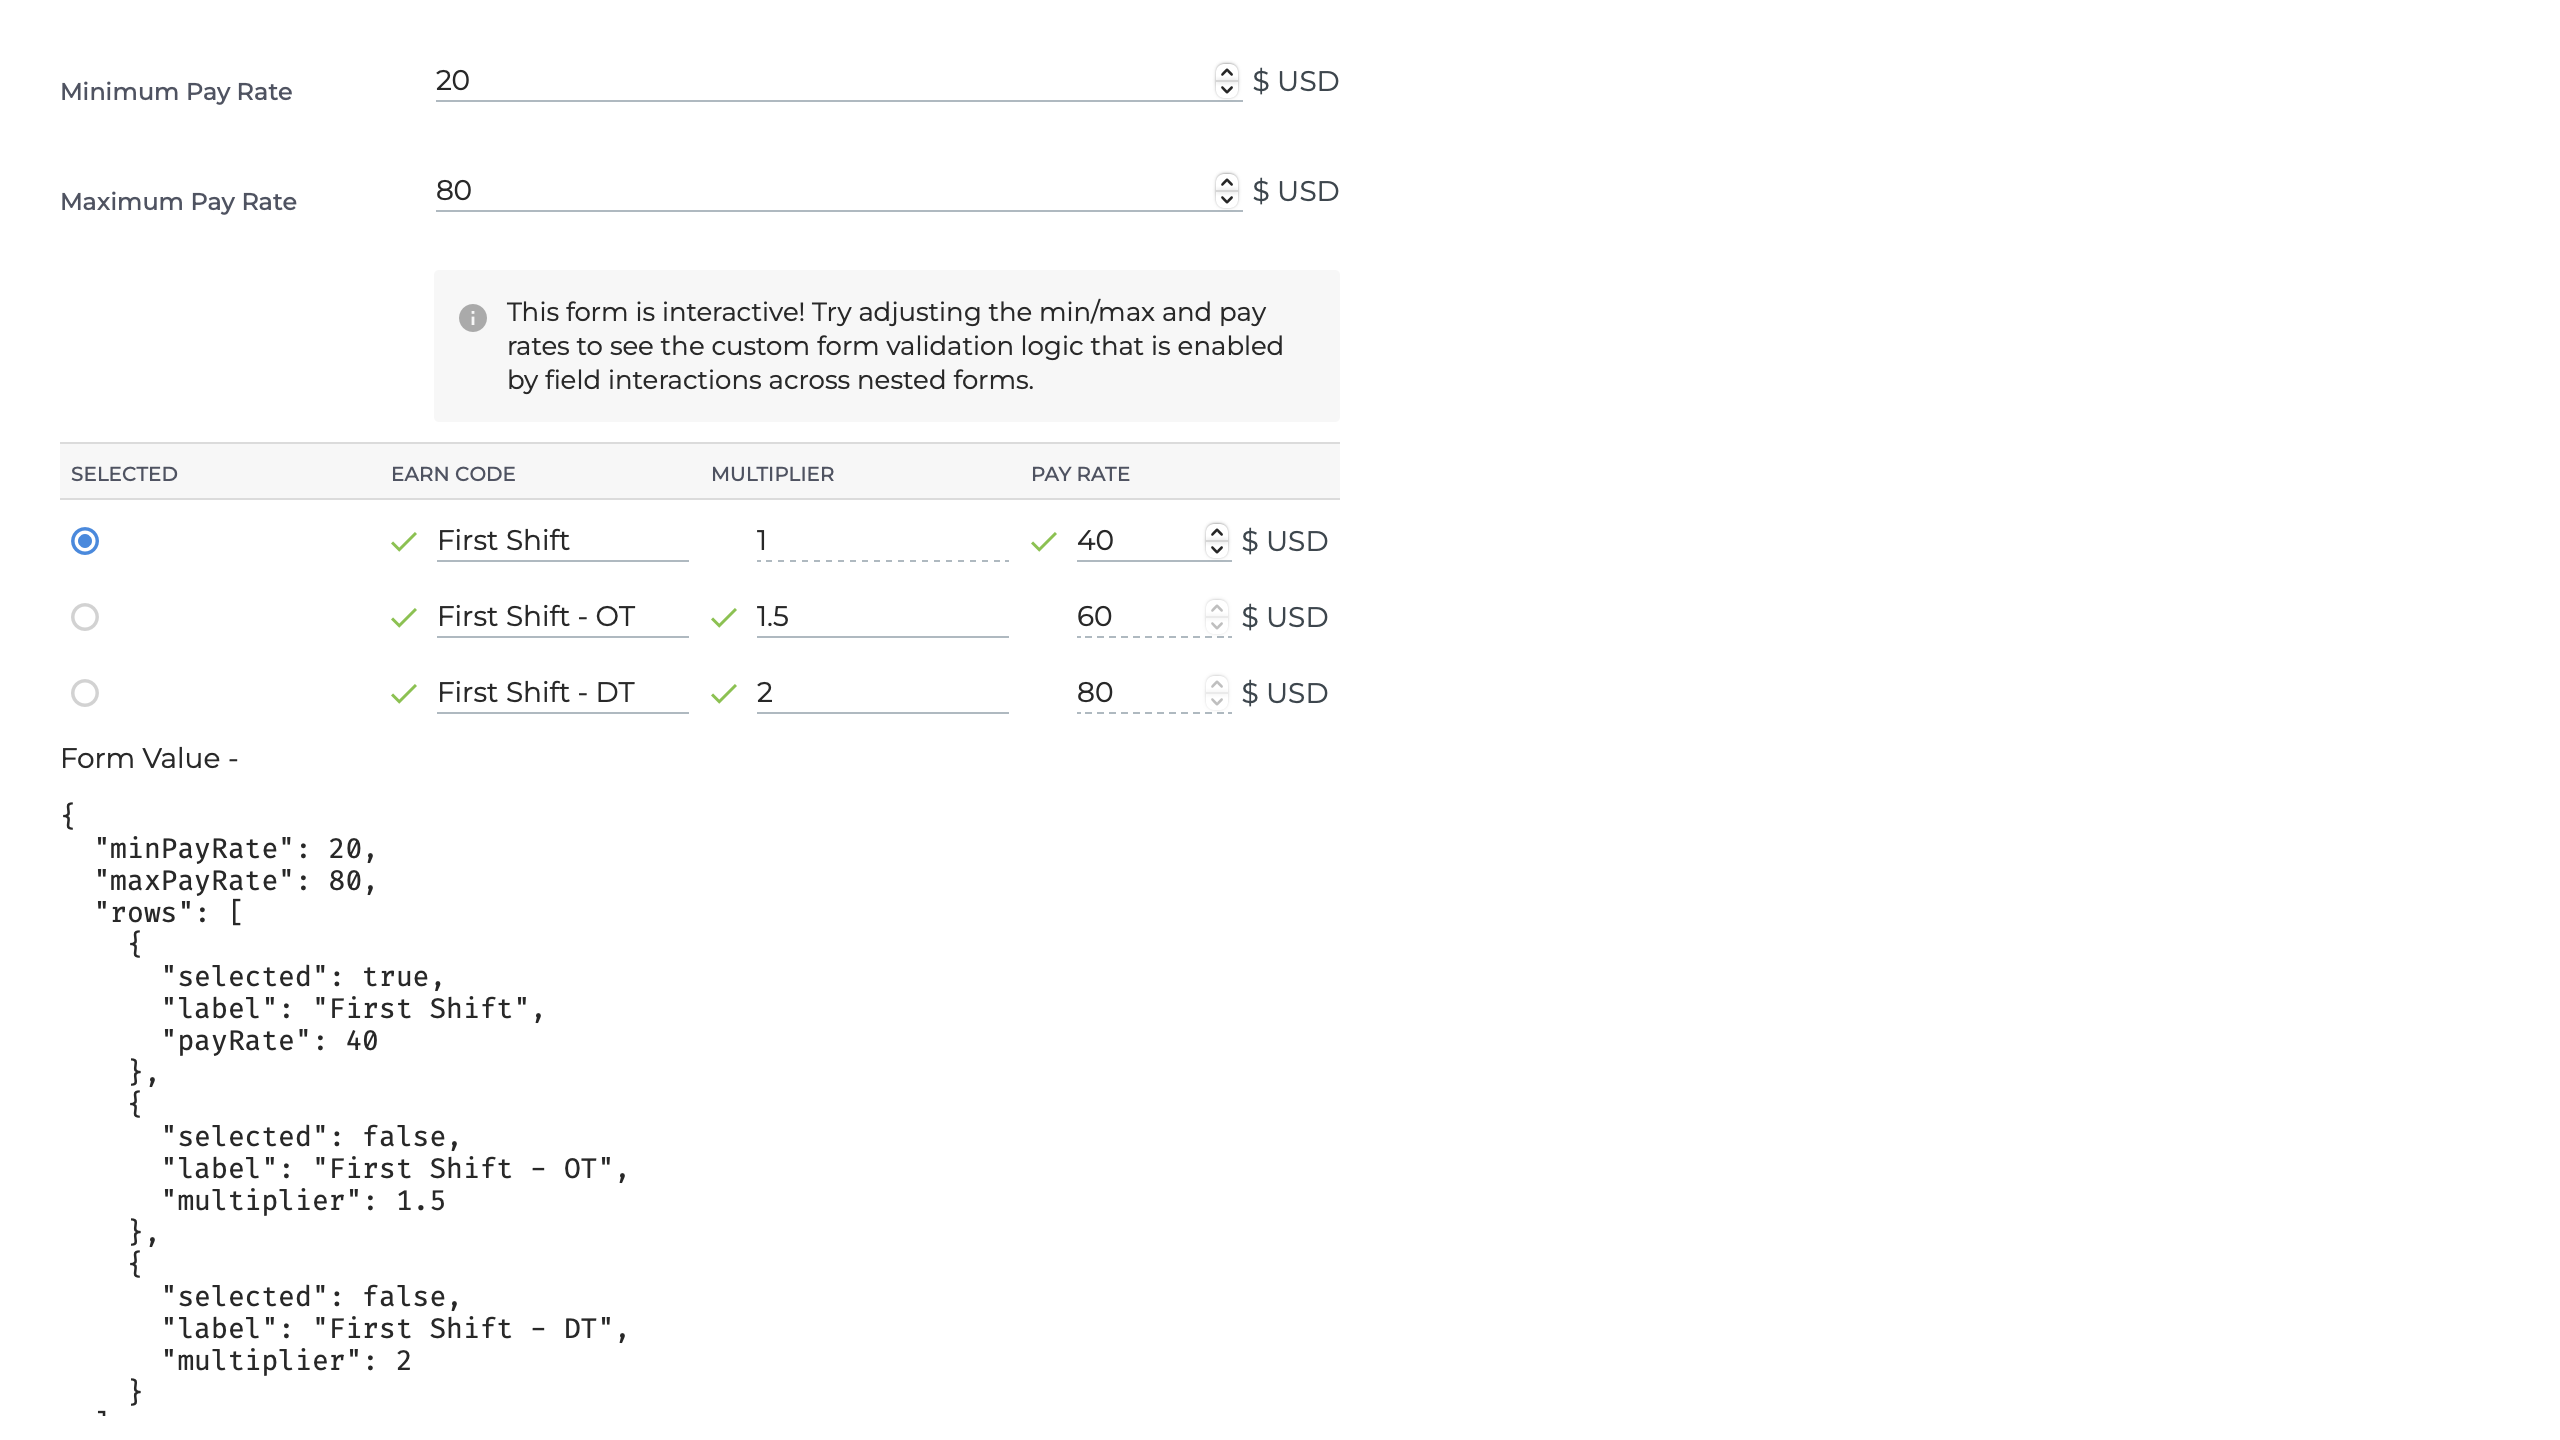 Minimum Pay Rate 20 $ USD
Maximum Pay Rate 80 $ USD
This form is interactive! Try adjusting the min/max and pay
rates to see the custom form validation logic that is enabled
by field interactions across nested forms.
SELECTED EARN CODE MULTIPLIER PAY RATE
First Shift 1 40 $ USD
First Shift - OT 1.5 60 $ USD
First Shift - DT 2 80 $ USD
Form Value -
{
  "minPayRate": 20,
  "maxPayRate": 80,
  "rows": [
    {
      "selected": true,
      "label": "First Shift",
      "payRate": 40
    },
    {
      "selected": false,
      "label": "First Shift - OT",
      "multiplier": 1.5
    },
    {
      "selected": false,
      "label": "First Shift - DT",
      "multiplier": 2
    }